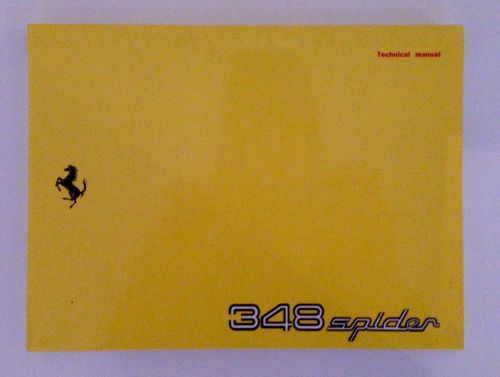 Technical manual
348 spider